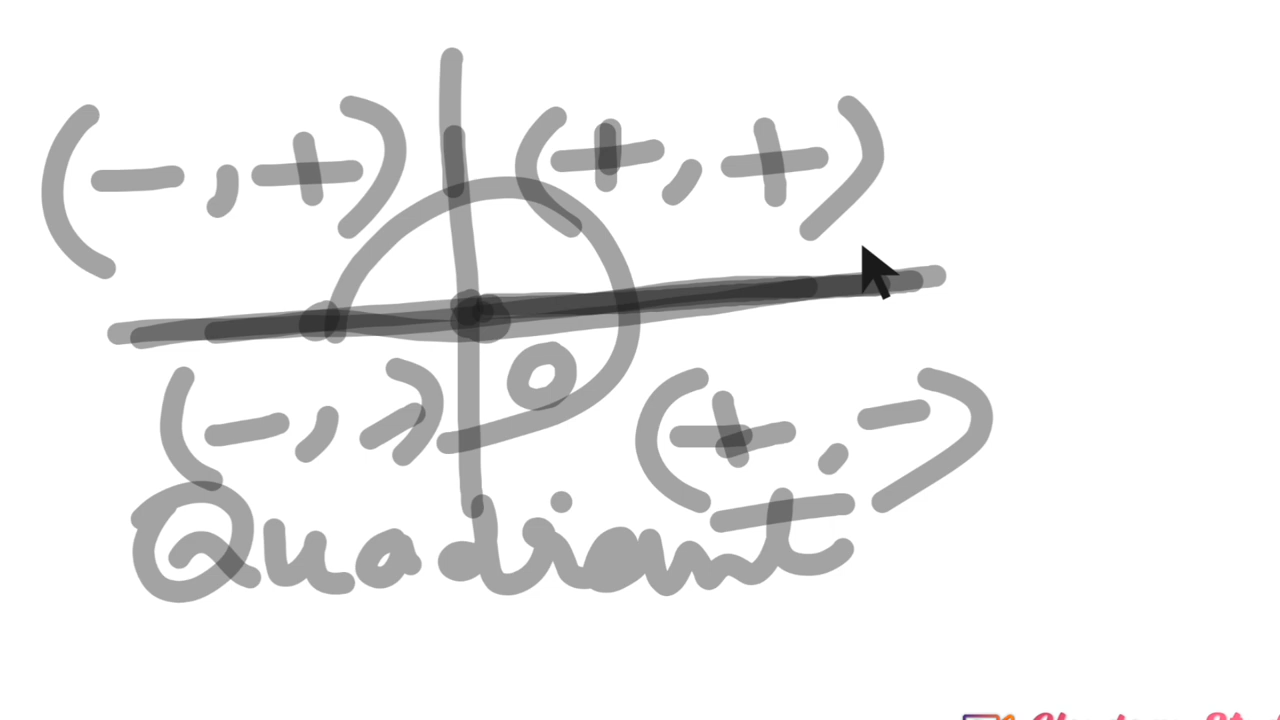 (-,+) (+,+)
(-,-) O (+,-)
Quadrant